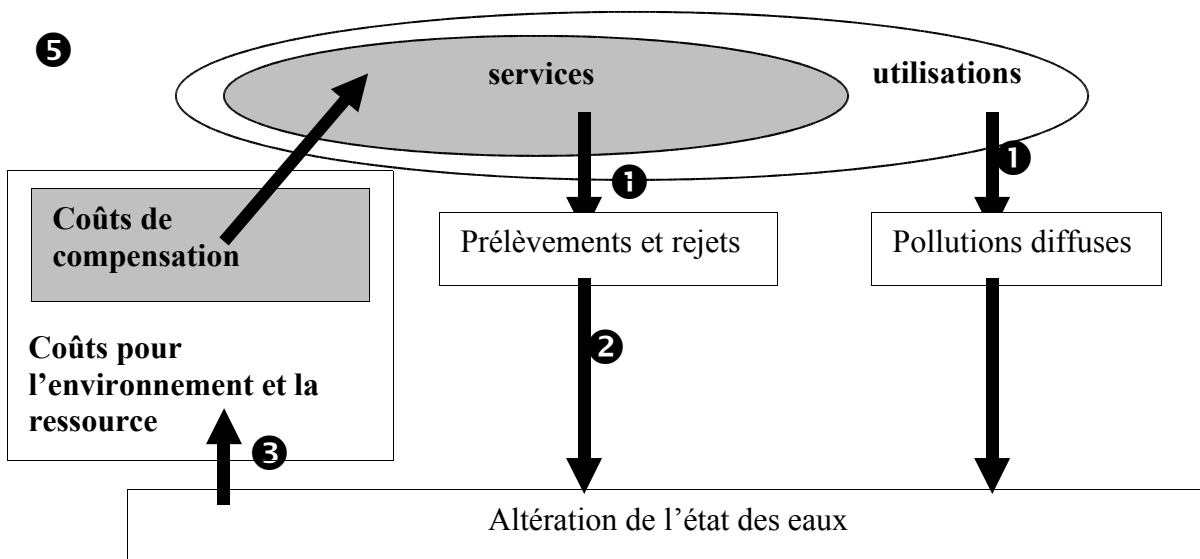 ❺
services
utilisations
❶
❶
Coûts de
compensation
Prélèvements et rejets
Pollutions diffuses
❷
Coûts pour
l’environnement et la
ressource
❸
Altération de l’état des eaux